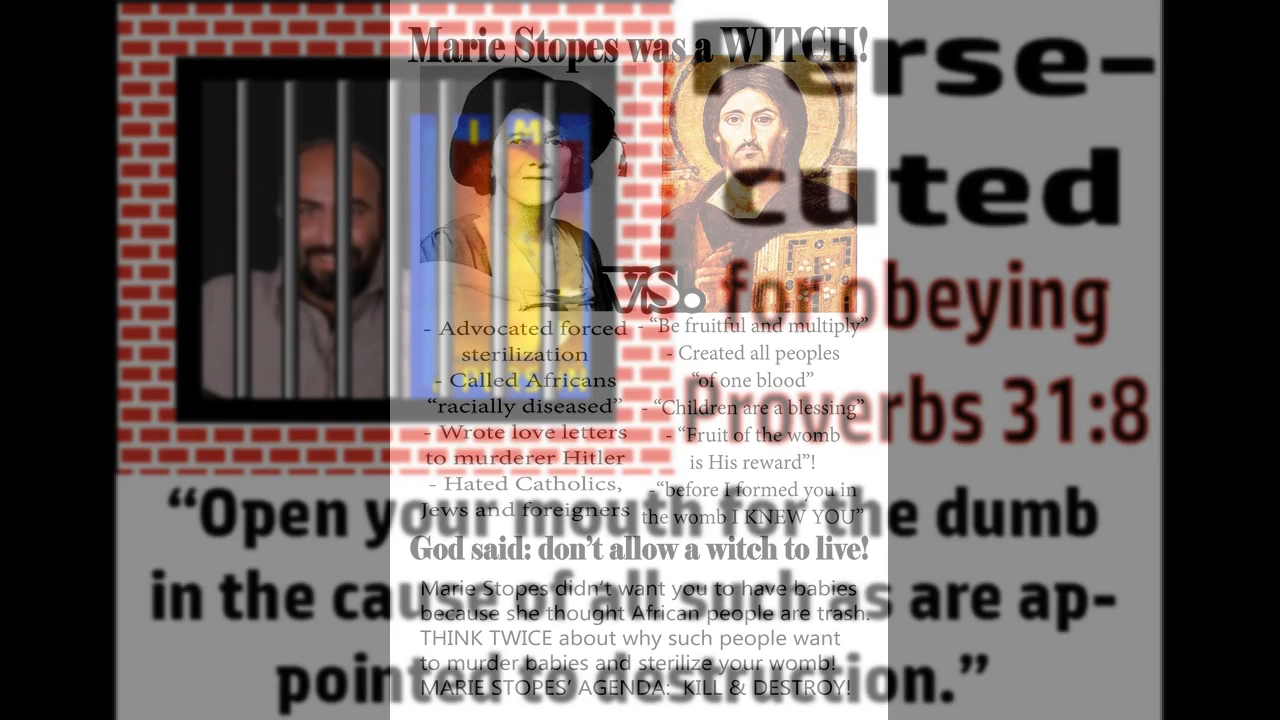 Marie Stopes was a WITCH!
rse-
cuted
I M
vs.
for obeying
Proverbs 31:8
- Advocated forced
sterilization
- Called Africans
“racially diseased”
- Wrote love letters
to murderer Hitler
- Hated Catholics,
Jews and foreigners
- “Be fruitful and multiply”
- Created all peoples
“of one blood”
- “Children are a blessing”
- “Fruit of the womb
is His reward”!
-“before I formed you in
the womb I KNEW YOU”
“Open your mouth for the dumb
in the cause of all such as are ap-
pointed to destruction.”
God said: don’t allow a witch to live!
Marie Stopes didn’t want you to have babies
because she thought African people are trash.
THINK TWICE about why such people want
to murder babies and sterilize your womb!
MARIE STOPES’ AGENDA: KILL & DESTROY!